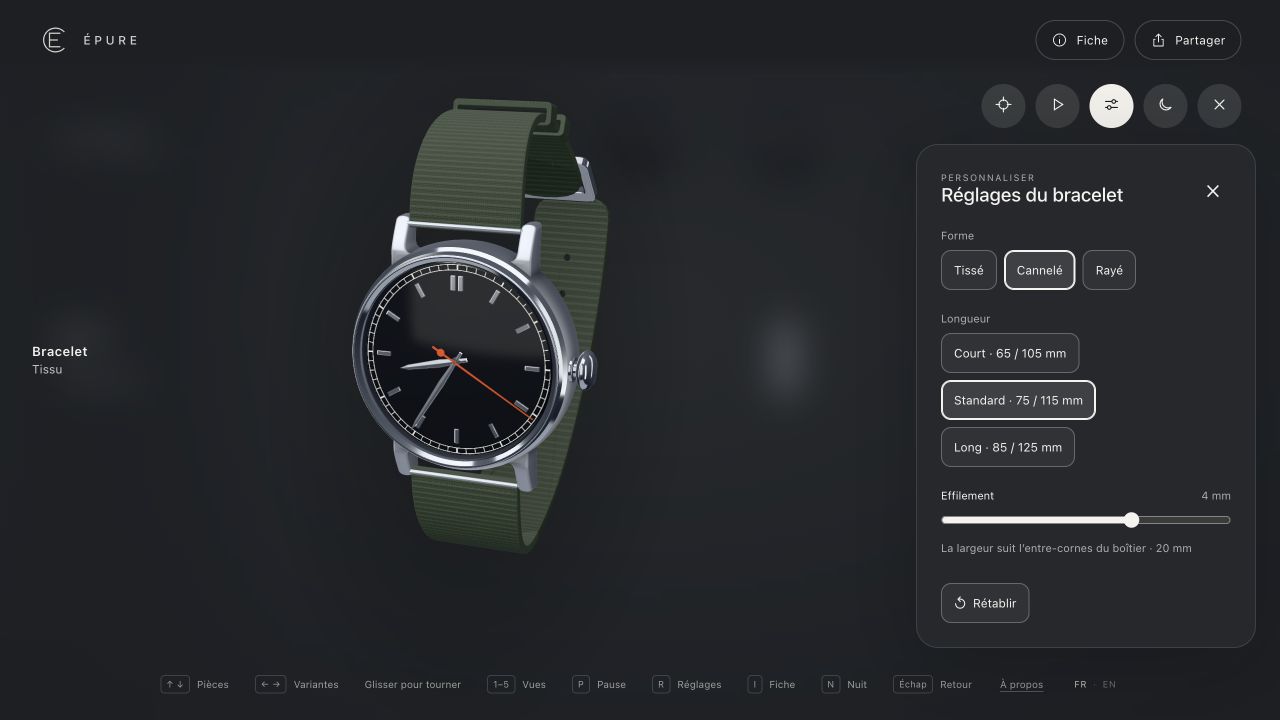 ÉPURE
Fiche
Partager
PERSONNALISER
Réglages du bracelet
Forme
Tissé
Cannelé
Rayé
Longueur
Court · 65 / 105 mm
Standard · 75 / 115 mm
Long · 85 / 125 mm
Effilement 4 mm
La largeur suit l'entre-cornes du boîtier · 20 mm
Rétablir
Bracelet
Tissu
↑ ↓ Pièces ← → Variantes Glisser pour tourner 1–5 Vues P Pause R Réglages I Fiche N Nuit Échap Retour À propos FR · EN